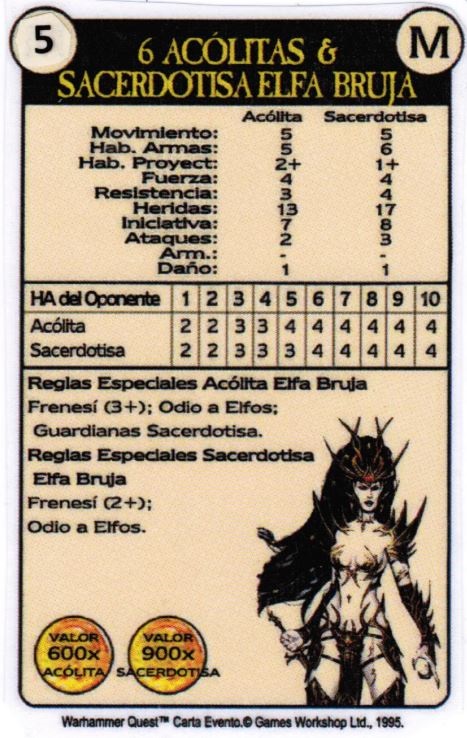 5
M
6 ACÓLITAS &
SACERDOTISA ELFA BRUJA
Acólita Sacerdotisa
Movimiento: 5 5
Hab. Armas: 5 6
Hab. Proyect: 2+ 1+
Fuerza: 4 4
Resistencia: 3 4
Heridas: 13 17
Iniciativa: 7 8
Ataques: 2 3
Arm.: - -
Daño: 1 1
HA del Oponente 1 2 3 4 5 6 7 8 9 10
Acólita 2 2 3 3 4 4 4 4 4 4
Sacerdotisa 2 2 3 3 3 4 4 4 4 4
Reglas Especiales Acólita Elfa Bruja
Frenesí (3+); Odio a Elfos;
Guardianas Sacerdotisa.
Reglas Especiales Sacerdotisa
Elfa Bruja
Frenesí (2+);
Odio a Elfos.
VALOR
600x
ACÓLITA
VALOR
900x
SACERDOTISA
Warhammer Quest™ Carta Evento.© Games Workshop Ltd., 1995.